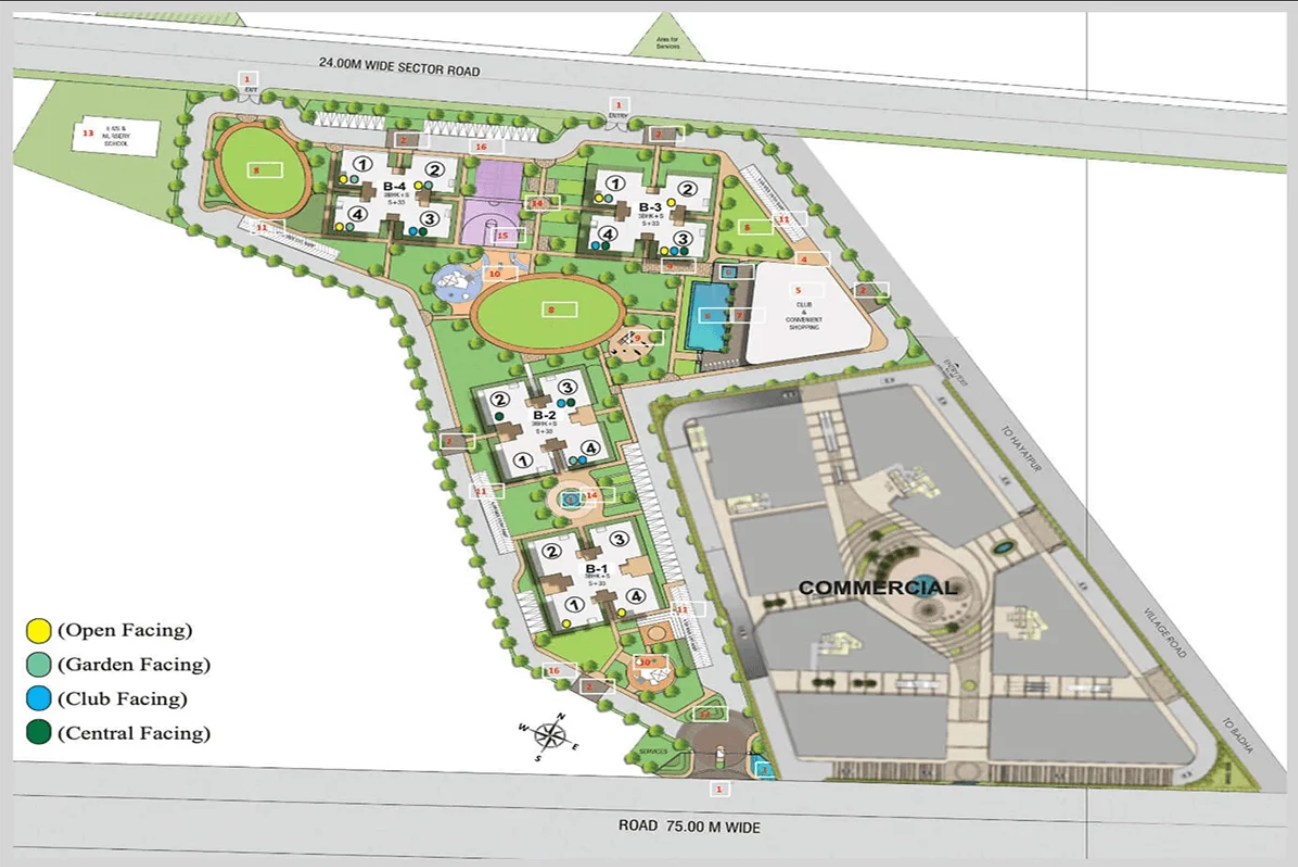 Area for
Services
24.00M WIDE SECTOR ROAD
1
EXIT
1
ENTRY
13
NURSERY
SCHOOL
2
16
2
8
1
2
B-4
3BHK + S
S + 33
4
3
11
14
15
10
1
2
B-3
3BHK + S
S + 33
4
3
9
8
11
4
2
5
CLUB
&
CONVENIENT
SHOPPING
6
7
8
9
2
3
B-2
3BHK + S
S + 33
1
4
2
11
14
2
3
B-1
3BHK + S
S + 33
1
4
11
16
2
10
12
SERVICES
3
1
COMMERCIAL
ENTRY/EXIT
TO HAYATPUR
VILLAGE ROAD
TO BADHA
(Open Facing)
(Garden Facing)
(Club Facing)
(Central Facing)
N
W
E
S
ROAD 75.00 M WIDE